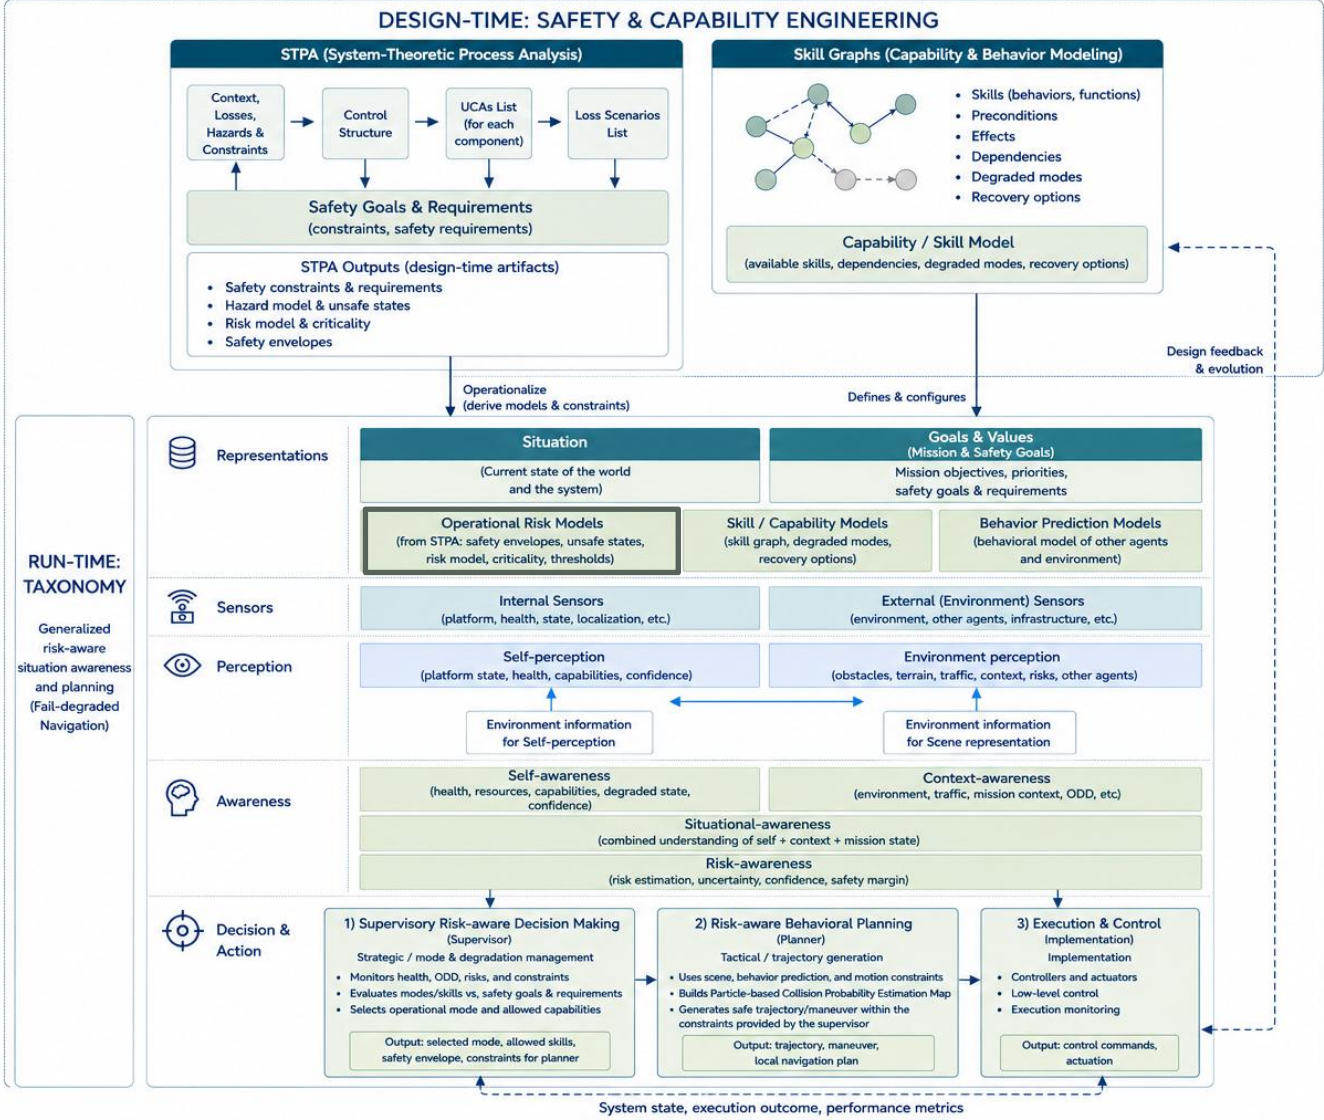 DESIGN-TIME: SAFETY & CAPABILITY ENGINEERING
STPA (System-Theoretic Process Analysis)
Context,
Losses,
Hazards &
Constraints
Control
Structure
UCAs List
(for each
component)
Loss Scenarios
List
Safety Goals & Requirements
(constraints, safety requirements)
STPA Outputs (design-time artifacts)
• Safety constraints & requirements
• Hazard model & unsafe states
• Risk model & criticality
• Safety envelopes
Skill Graphs (Capability & Behavior Modeling)
• Skills (behaviors, functions)
• Preconditions
• Effects
• Dependencies
• Degraded modes
• Recovery options
Capability / Skill Model
(available skills, dependencies, degraded modes, recovery options)
Design feedback
& evolution
Operationalize
(derive models & constraints)
Defines & configures
RUN-TIME:
TAXONOMY
Generalized
risk-aware
situation awareness
and planning
(Fail-degraded
Navigation)
Representations
Situation
(Current state of the world
and the system)
Goals & Values
(Mission & Safety Goals)
Mission objectives, priorities,
safety goals & requirements
Operational Risk Models
(from STPA: safety envelopes, unsafe states,
risk model, criticality, thresholds)
Skill / Capability Models
(skill graph, degraded modes,
recovery options)
Behavior Prediction Models
(behavioral model of other agents
and environment)
Sensors
Internal Sensors
(platform, health, state, localization, etc.)
External (Environment) Sensors
(environment, other agents, infrastructure, etc.)
Perception
Self-perception
(platform state, health, capabilities, confidence)
Environment perception
(obstacles, terrain, traffic, context, risks, other agents)
Environment information
for Self-perception
Environment information
for Scene representation
Awareness
Self-awareness
(health, resources, capabilities, degraded state,
confidence)
Context-awareness
(environment, traffic, mission context, ODD, etc)
Situational-awareness
(combined understanding of self + context + mission state)
Risk-awareness
(risk estimation, uncertainty, confidence, safety margin)
Decision &
Action
1) Supervisory Risk-aware Decision Making
(Supervisor)
Strategic / mode & degradation management
• Monitors health, ODD, risks, and constraints
• Evaluates modes/skills vs, safety goals & requirements
• Selects operational mode and allowed capabilities
Output: selected mode, allowed skills,
safety envelope, constraints for planner
2) Risk-aware Behavioral Planning
(Planner)
Tactical / trajectory generation
• Uses scene, behavior prediction, and motion constraints
• Builds Particle-based Collision Probability Estimation Map
• Generates safe trajectory/maneuver within the
constraints provided by the supervisor
Output: trajectory, maneuver,
local navigation plan
3) Execution & Control
(Implementation)
Implementation
• Controllers and actuators
• Low-level control
• Execution monitoring
Output: control commands,
actuation
System state, execution outcome, performance metrics